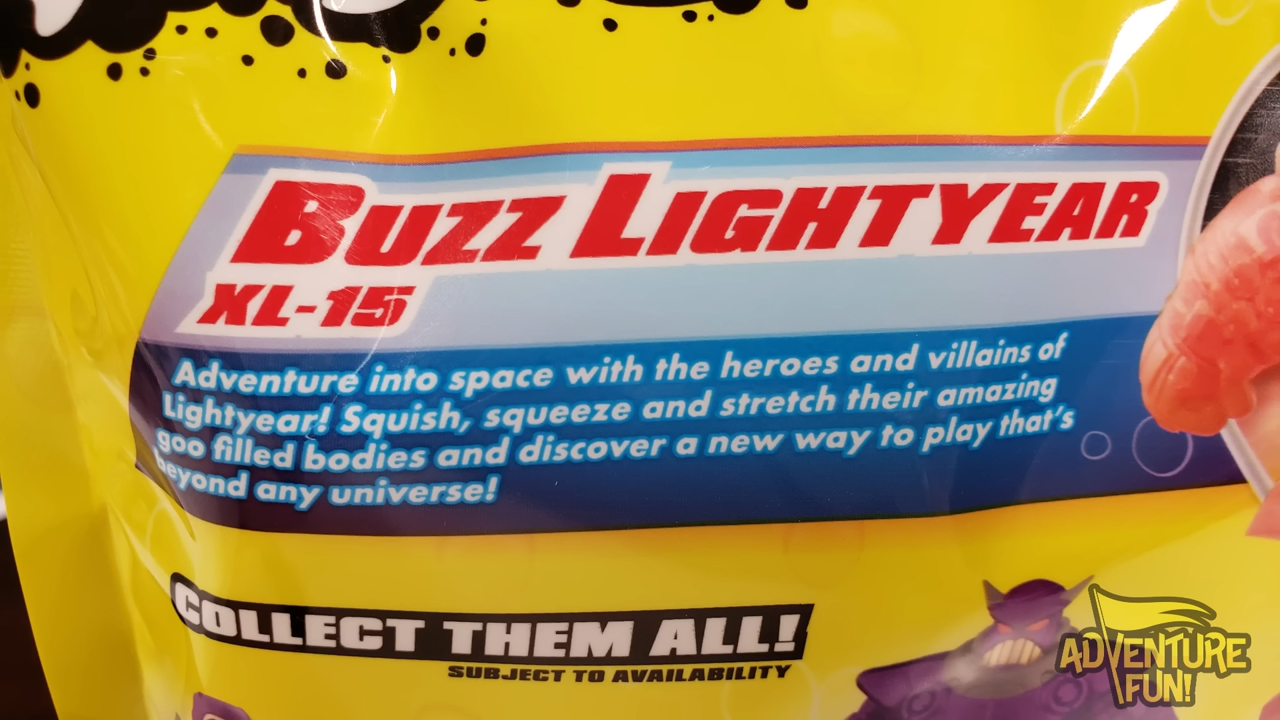 BUZZ LIGHTYEAR
XL-15
Adventure into space with the heroes and villains of
Lightyear! Squish, squeeze and stretch their amazing
goo filled bodies and discover a new way to play that's
beyond any universe!
COLLECT THEM ALL!
SUBJECT TO AVAILABILITY
ADVENTURE
FUN!